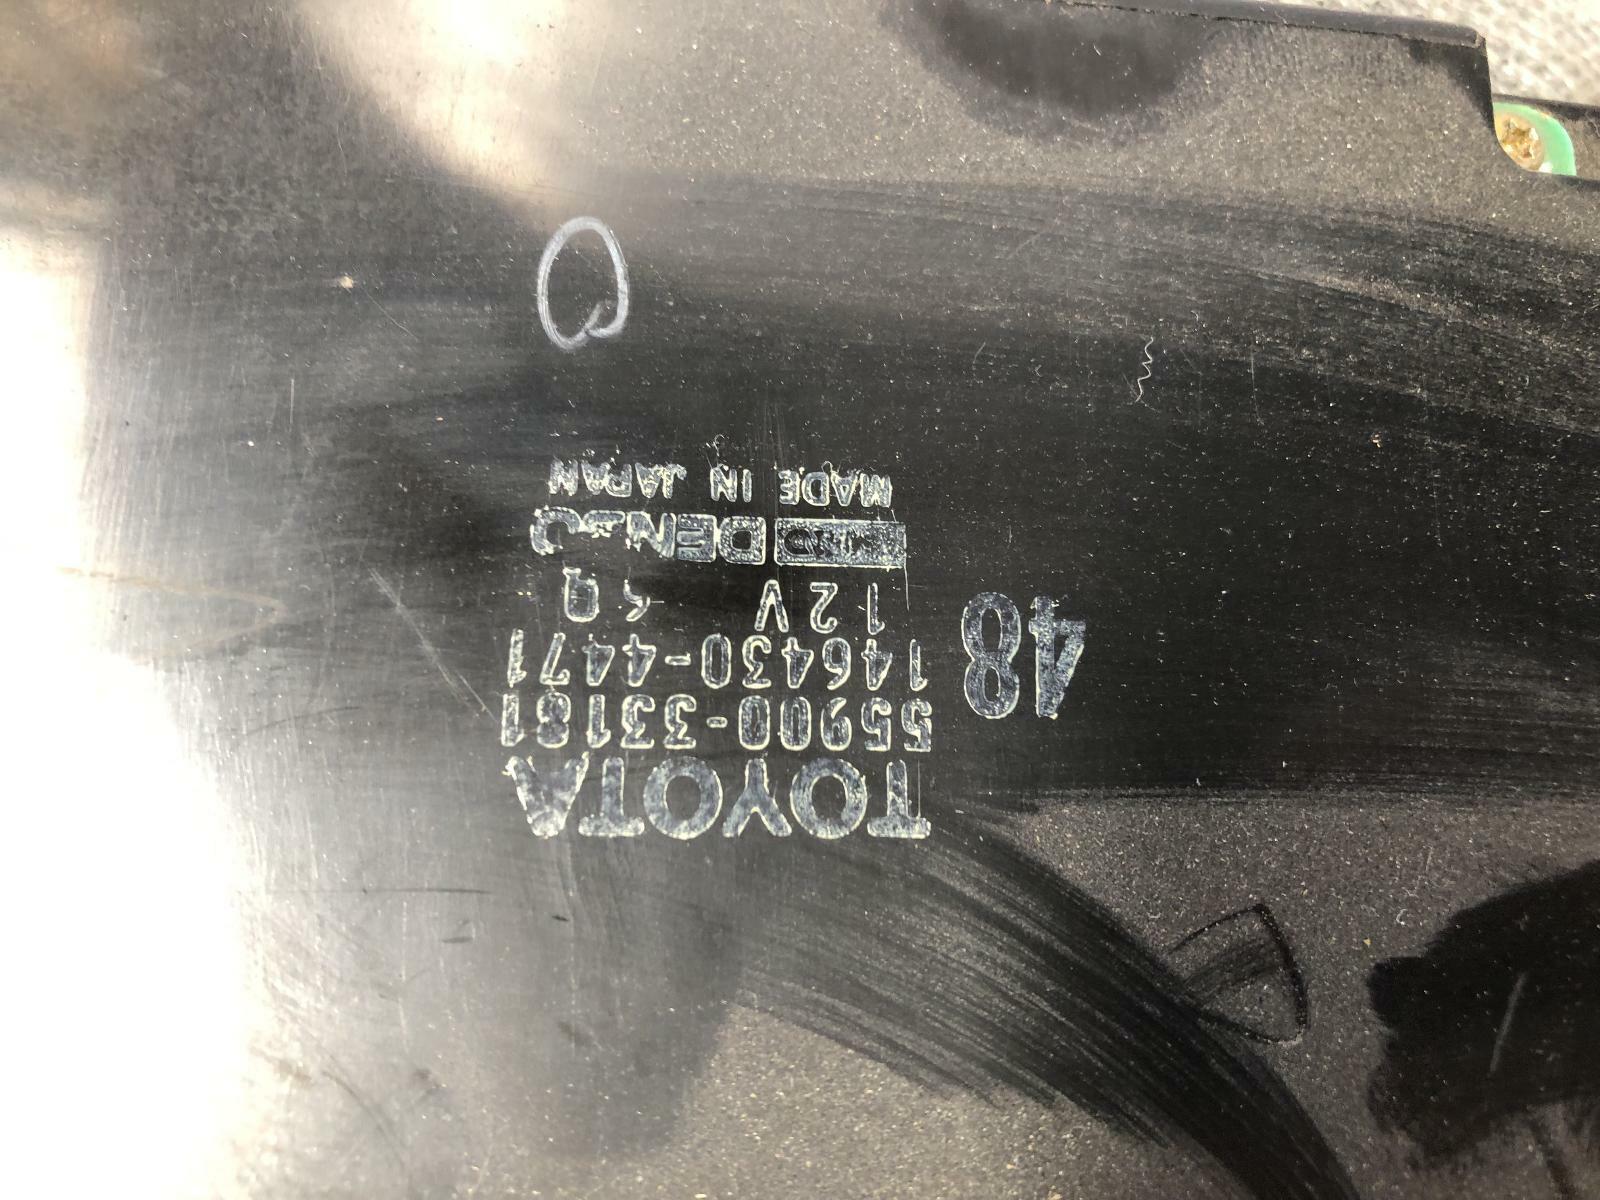 48
TOYOTA
55900-33181
146430-4471
12V
DENSO
MADE IN JAPAN